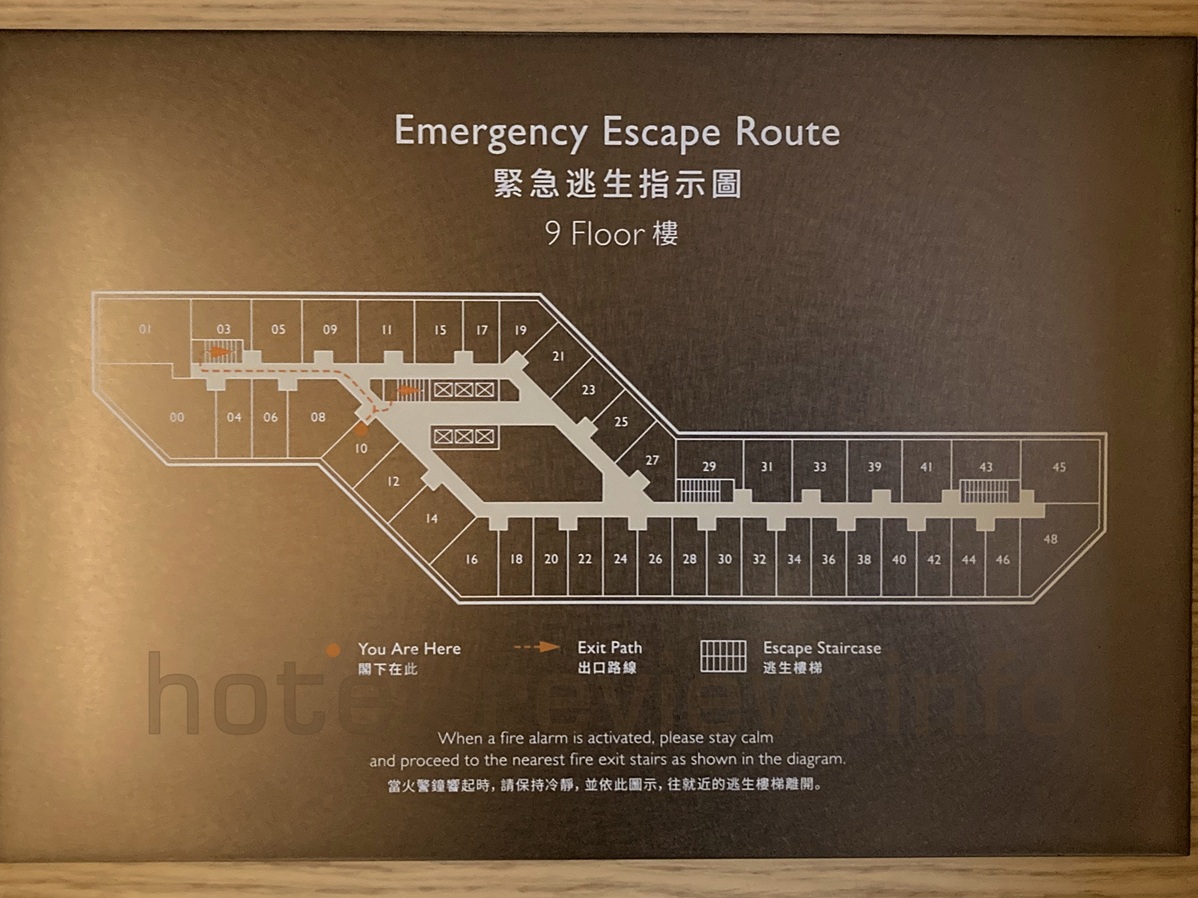 Emergency Escape Route
緊急逃生指示圖
9 Floor 樓
01 03 05 09 11 15 17 19
21
23
25
27
00 04 06 08
10
12
14
29 31 33 39 41 43 45
48
16 18 20 22 24 26 28 30 32 34 36 38 40 42 44 46
You Are Here
閣下在此
Exit Path
出口路線
Escape Staircase
逃生樓梯
When a fire alarm is activated, please stay calm
and proceed to the nearest fire exit stairs as shown in the diagram.
當火警鐘響起時，請保持冷靜，並依此圖示，往就近的逃生樓梯離開。